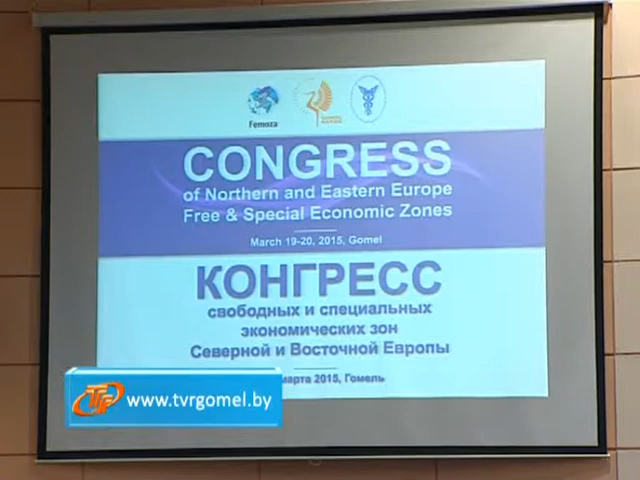 Femoza
CONGRESS
of Northern and Eastern Europe
Free & Special Economic Zones
March 19-20, 2015, Gomel
КОНГРЕСС
свободных и специальных
экономических зон
Северной и Восточной Европы
марта 2015, Гомель
www.tvrgomel.by